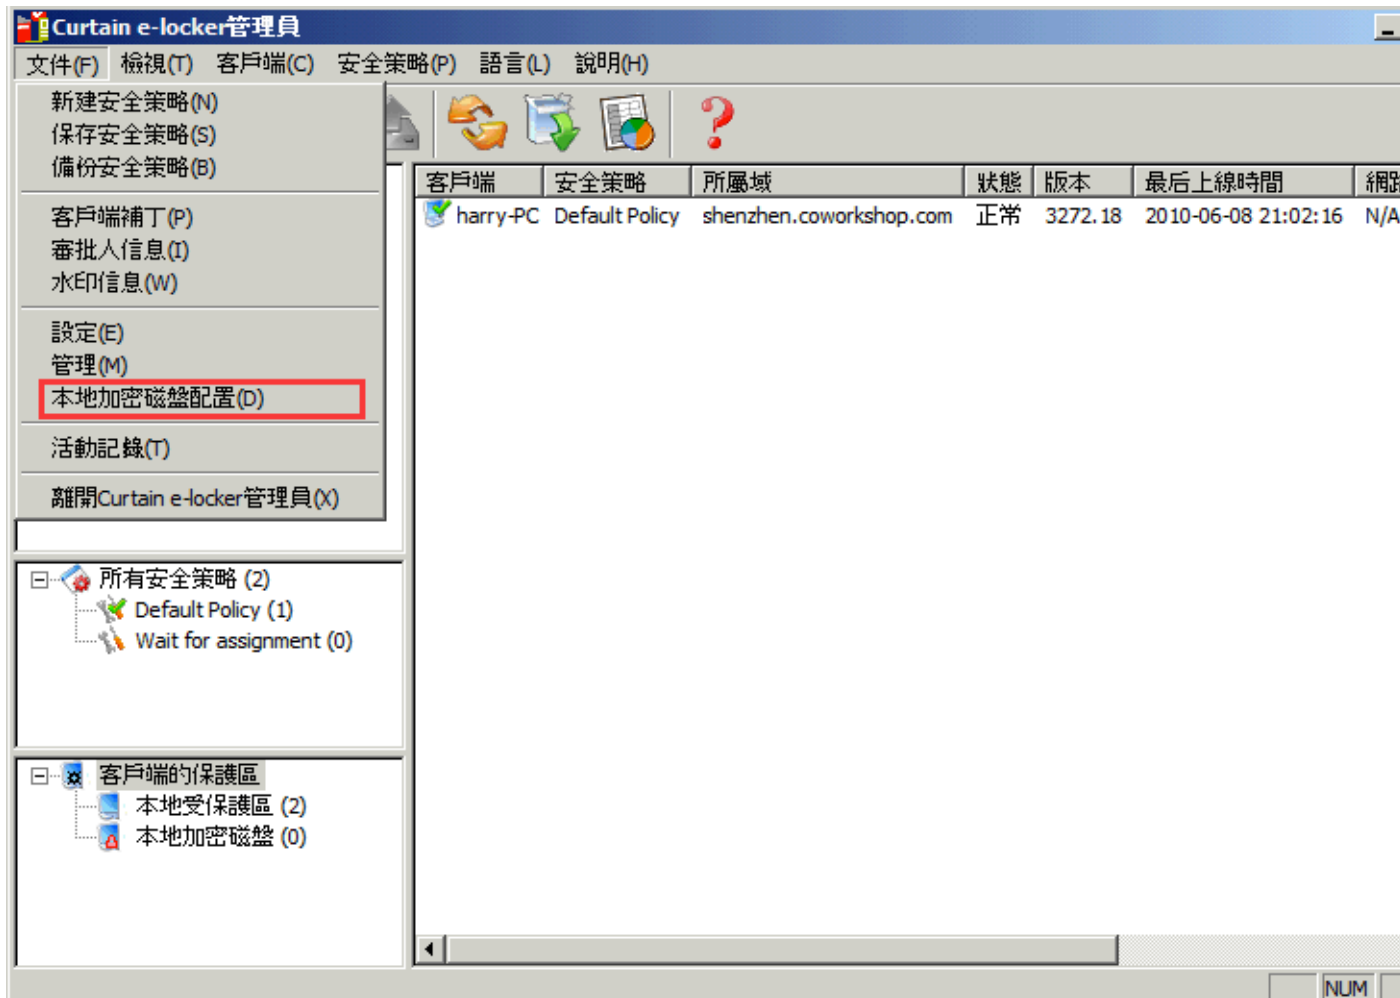 Curtain e-locker管理員
文件(F) 檢視(T) 客戶端(C) 安全策略(P) 語言(L) 說明(H)
新建安全策略(N)
保存安全策略(S)
備份安全策略(B)
客戶端補丁(P)
審批人信息(I)
水印信息(W)
設定(E)
管理(M)
本地加密磁盤配置(D)
活動記錄(T)
離開Curtain e-locker管理員(X)
客戶端 安全策略 所屬域 狀態 版本 最后上線時間 網路
harry-PC Default Policy shenzhen.coworkshop.com 正常 3272.18 2010-06-08 21:02:16 N/A
所有安全策略 (2)
Default Policy (1)
Wait for assignment (0)
客戶端的保護區
本地受保護區 (2)
本地加密磁盤 (0)
NUM